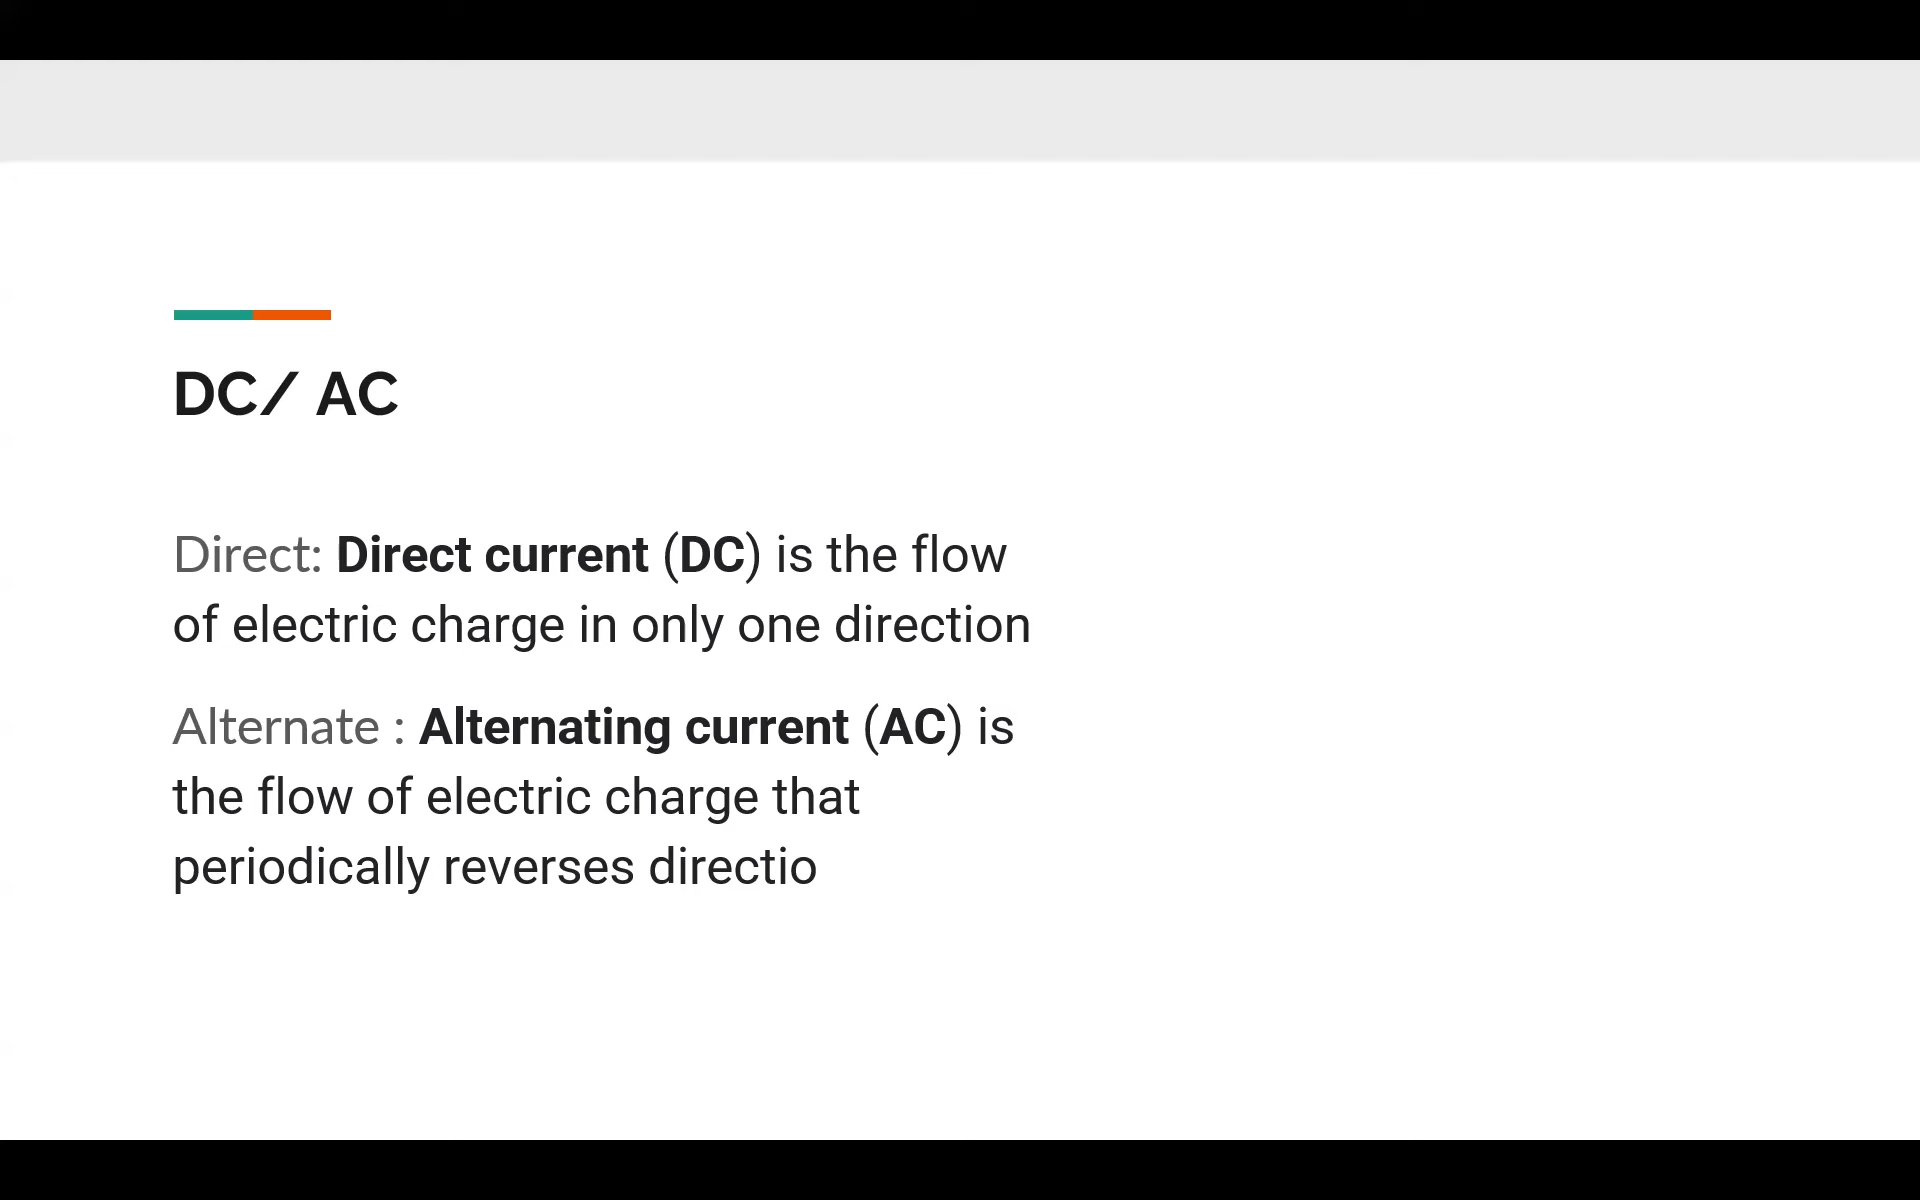 DC/ AC
Direct: Direct current (DC) is the flow
of electric charge in only one direction
Alternate : Alternating current (AC) is
the flow of electric charge that
periodically reverses directio